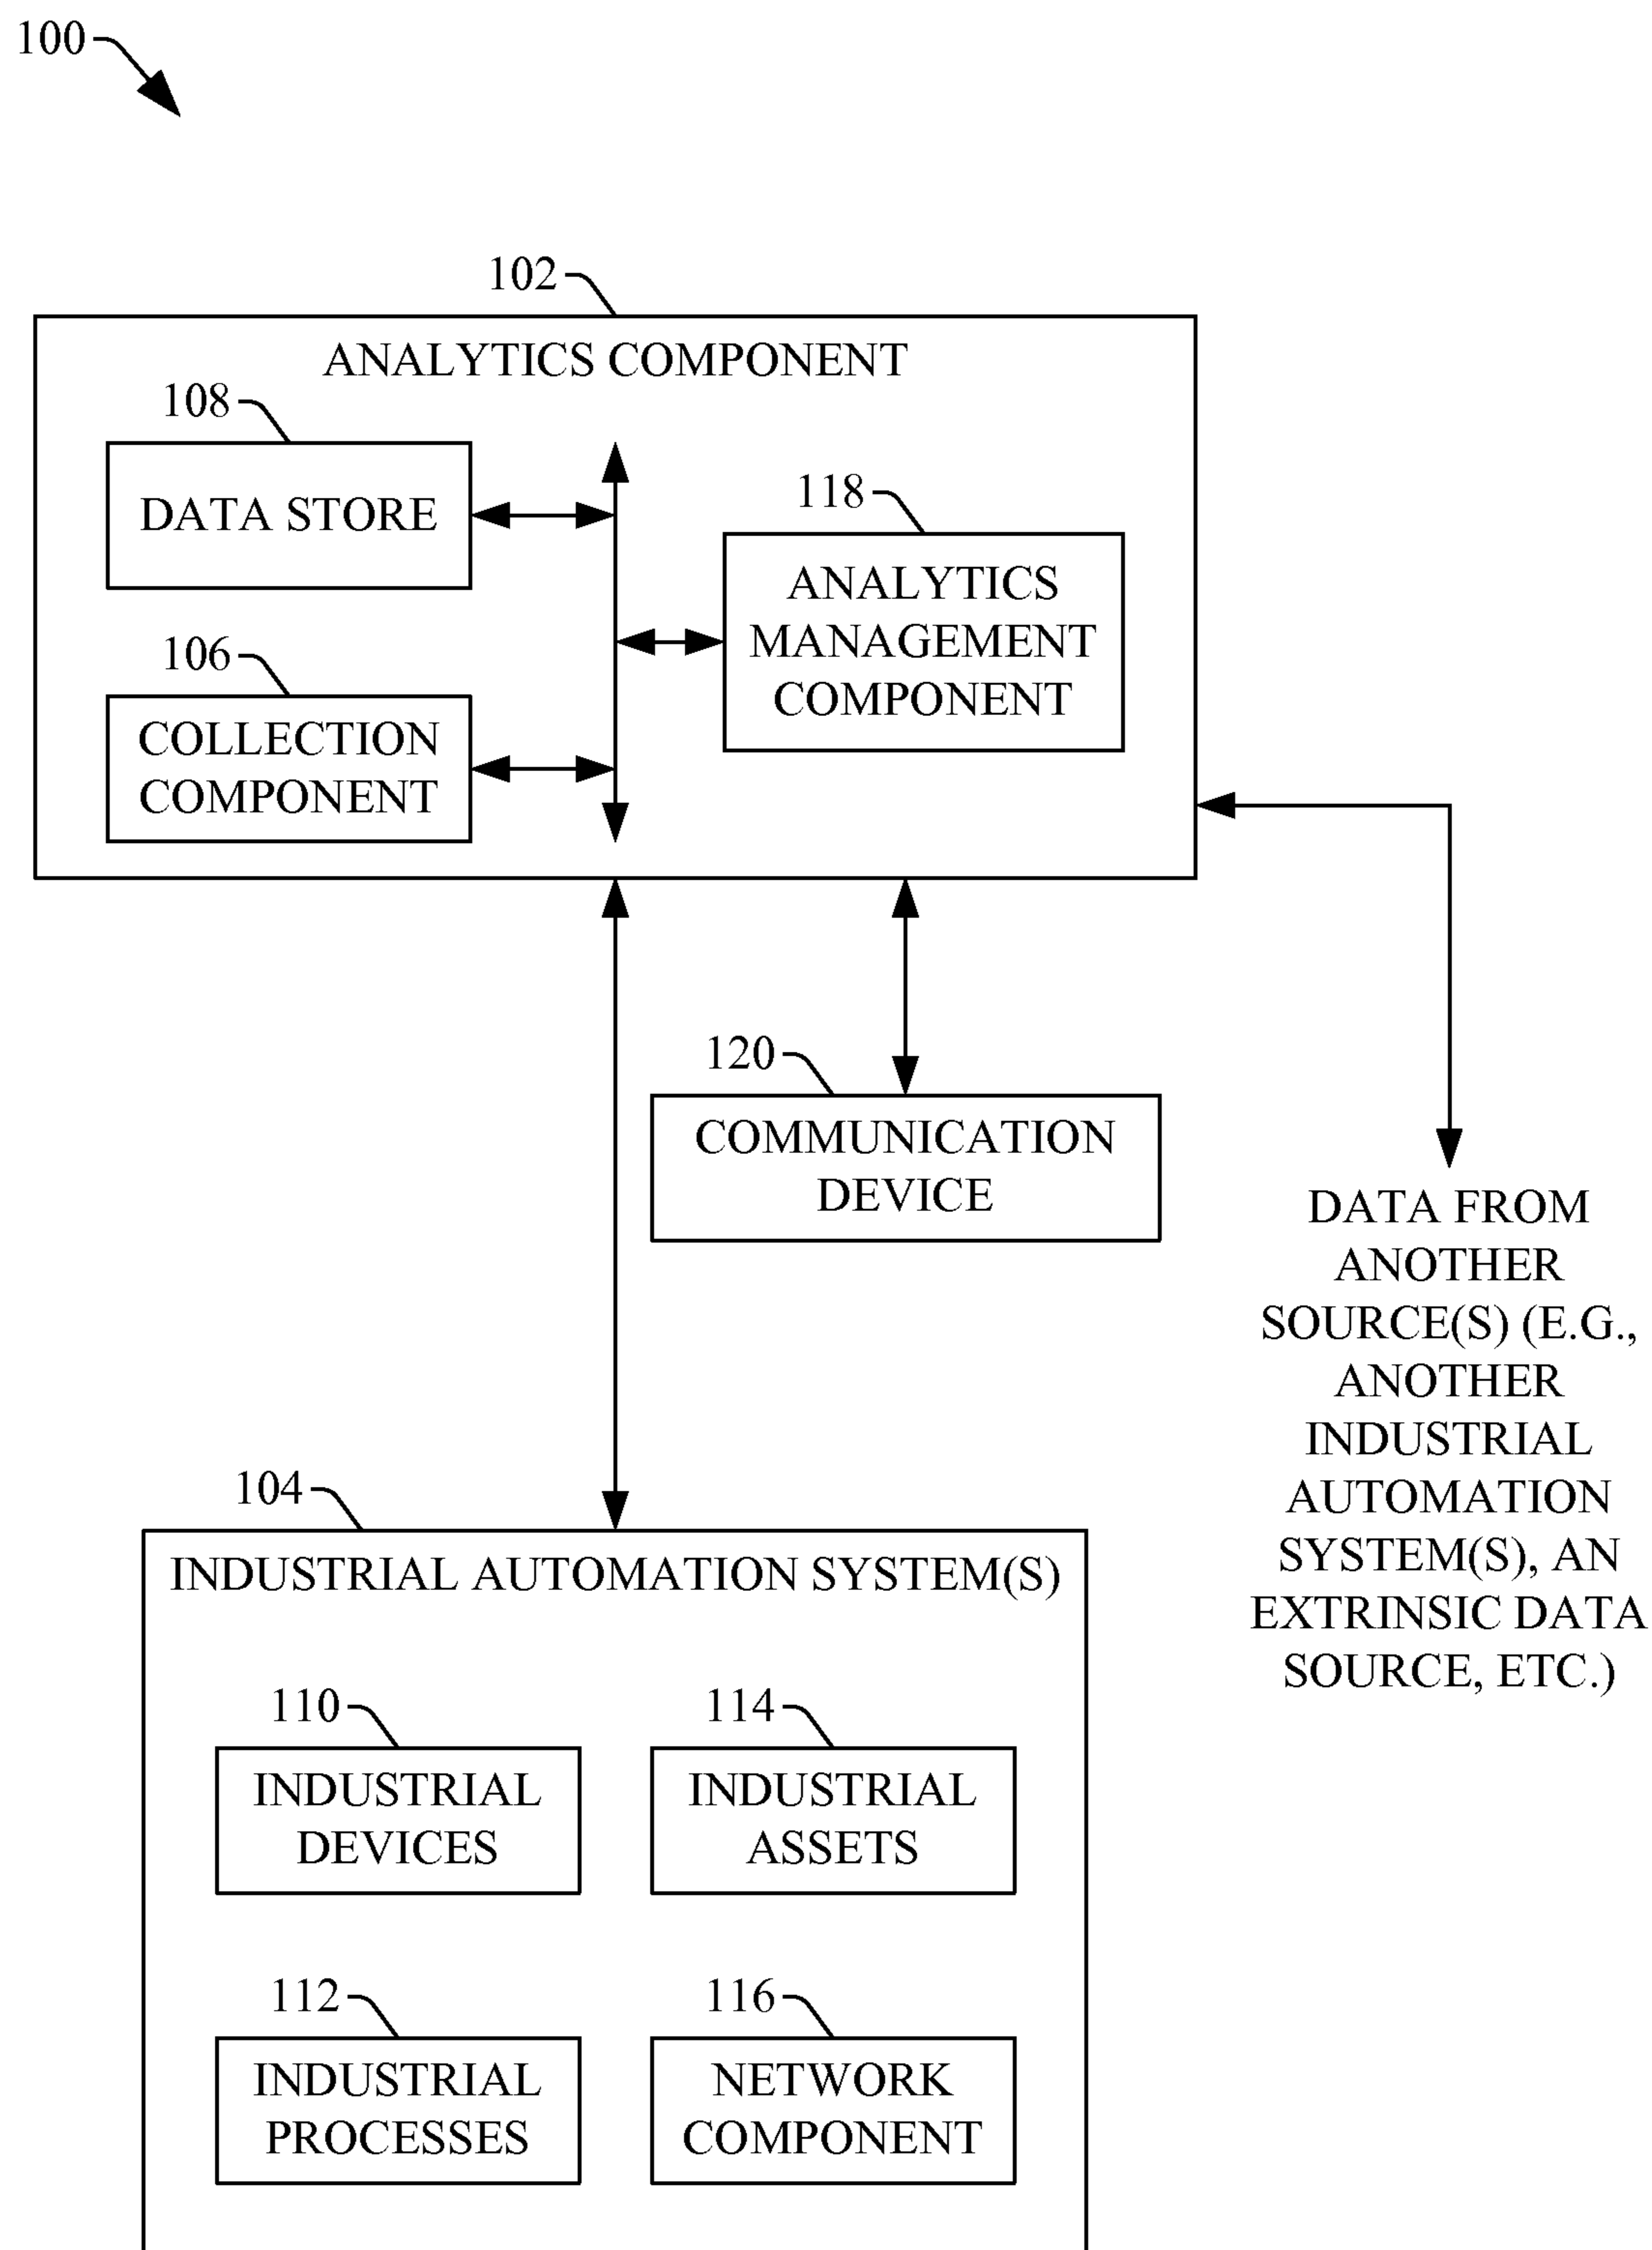 100
102
ANALYTICS COMPONENT
108
DATA STORE
118
ANALYTICS
MANAGEMENT
COMPONENT
106
COLLECTION
COMPONENT
120
COMMUNICATION
DEVICE
DATA FROM
ANOTHER
SOURCE(S) (E.G.,
ANOTHER
INDUSTRIAL
AUTOMATION
SYSTEM(S), AN
EXTRINSIC DATA
SOURCE, ETC.)
104
INDUSTRIAL AUTOMATION SYSTEM(S)
110
INDUSTRIAL
DEVICES
114
INDUSTRIAL
ASSETS
112
INDUSTRIAL
PROCESSES
116
NETWORK
COMPONENT